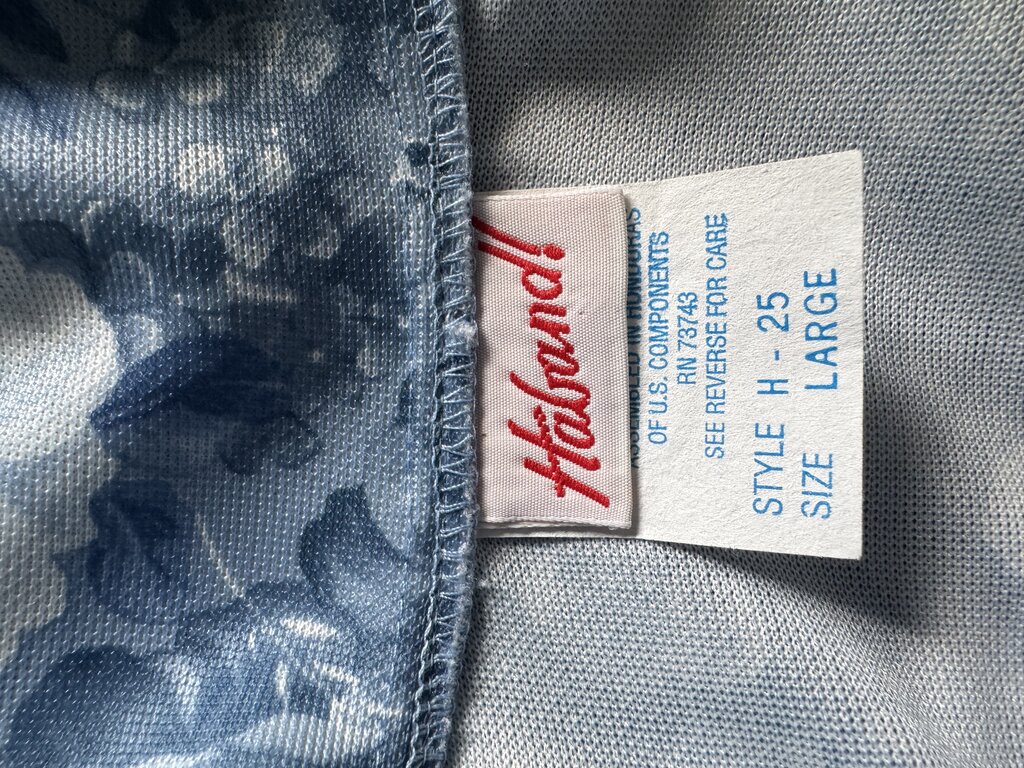 Haband!
ASSEMBLED IN HONDURAS
OF U.S. COMPONENTS
RN 73743
SEE REVERSE FOR CARE
STYLE H - 25
SIZE LARGE